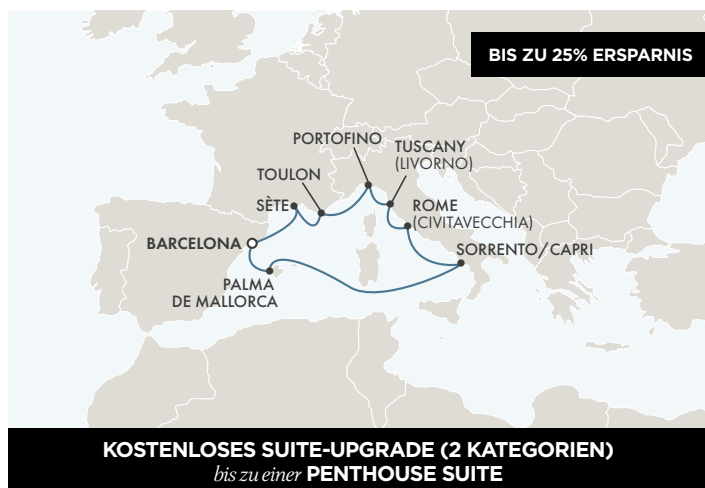 BIS ZU 25% ERSPARNIS
PORTOFINO
TUSCANY
(LIVORNO)
TOULON
SÈTE
ROME
(CIVITAVECCHIA)
BARCELONA
SORRENTO/CAPRI
PALMA
DE MALLORCA
KOSTENLOSES SUITE-UPGRADE (2 KATEGORIEN)
bis zu einer PENTHOUSE SUITE